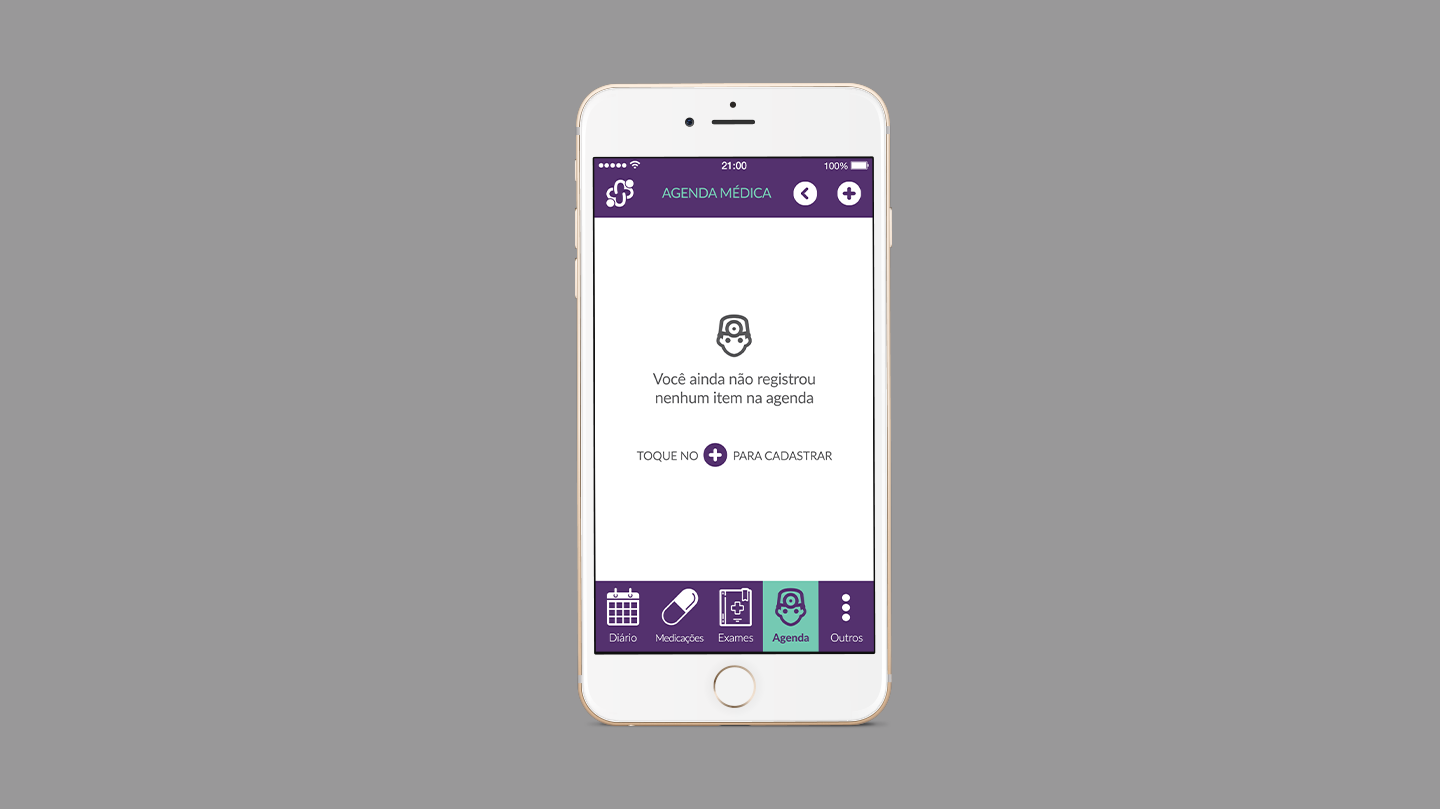 21:00
100%
AGENDA MÉDICA
Você ainda não registrou
nenhum item na agenda
TOQUE NO + PARA CADASTRAR
Diário Medicações Exames Agenda Outros